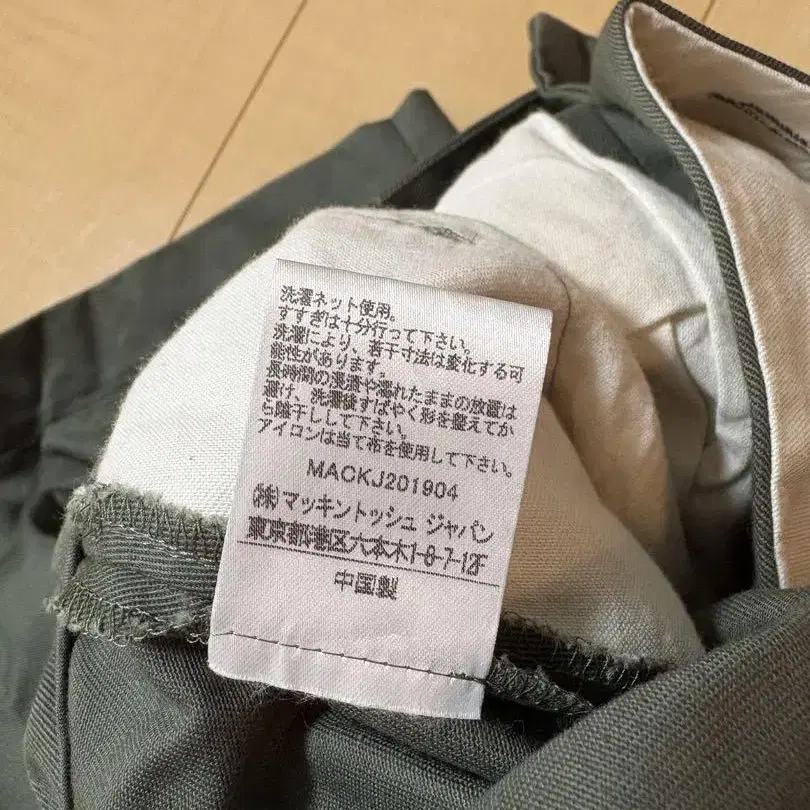 洗濯ネット使用。
すすぎは十分行って下さい。
洗濯により、若干寸法は変化する可
能性があります。
長時間の浸漬や濡れたままの放置は
避け、洗濯後すばやく形を整えてか
ら陰干しして下さい。
アイロンは当て布を使用して下さい。
MACKJ201904
(株)マッキントッシュ ジャパン
東京都港区六本木1-8-7-12F
中国製